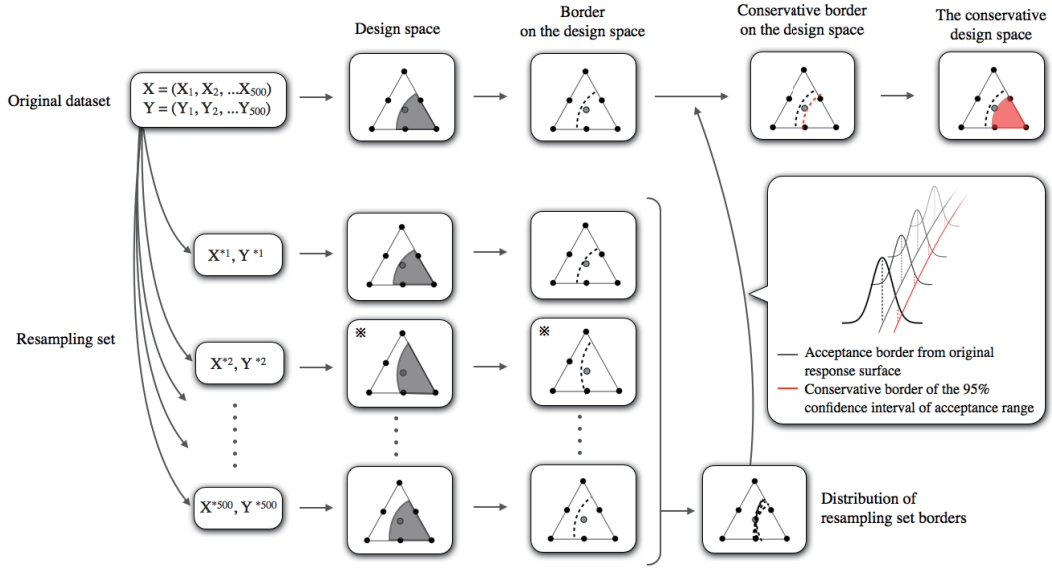 Design space
Border
on the design space
Conservative border
on the design space
The conservative
design space
Original dataset
X = (X₁, X₂, ...X₅₀₀)
Y = (Y₁, Y₂, ...Y₅₀₀)
X*¹, Y*¹
Resampling set
※
※
X*², Y*²
Acceptance border from original
response surface
Conservative border of the 95%
confidence interval of acceptance range
X*⁵⁰⁰, Y*⁵⁰⁰
Distribution of
resampling set borders